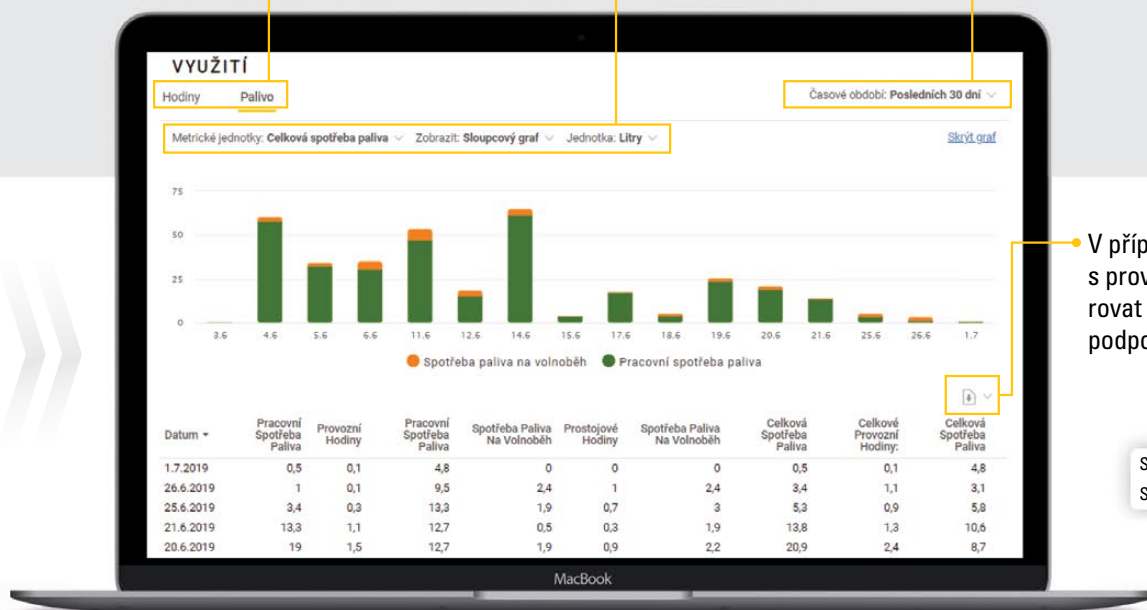 VYUŽITÍ
Hodiny Palivo Časové období: Posledních 30 dní
Metrické jednotky: Celková spotřeba paliva Zobrazit: Sloupcový graf Jednotka: Litry Skrýt graf
75
50
25
0
3.6 4.6 5.6 6.6 11.6 12.6 14.6 15.6 17.6 18.6 19.6 20.6 21.6 25.6 26.6 1.7
Spotřeba paliva na volnoběh Pracovní spotřeba paliva
V příp
s prov
rovat
podpo
Datum Pracovní Spotřeba Paliva Provozní Hodiny Pracovní Spotřeba Paliva Spotřeba Paliva Na Volnoběh Prostojové Hodiny Spotřeba Paliva Na Volnoběh Celková Spotřeba Paliva Celkové Provozní Hodiny: Celková Spotřeba Paliva
1.7.2019 0,5 0,1 4,8 0 0 0 0,5 0,1 4,8
26.6.2019 1 0,1 9,5 2,4 1 2,4 3,4 1,1 3,1
25.6.2019 3,4 0,3 13,3 1,9 0,7 3 5,3 0,9 5,8
21.6.2019 13,3 1,1 12,7 0,5 0,3 1,9 13,8 1,3 10,6
20.6.2019 19 1,5 12,7 1,9 0,9 2,2 20,9 2,4 8,7
MacBook